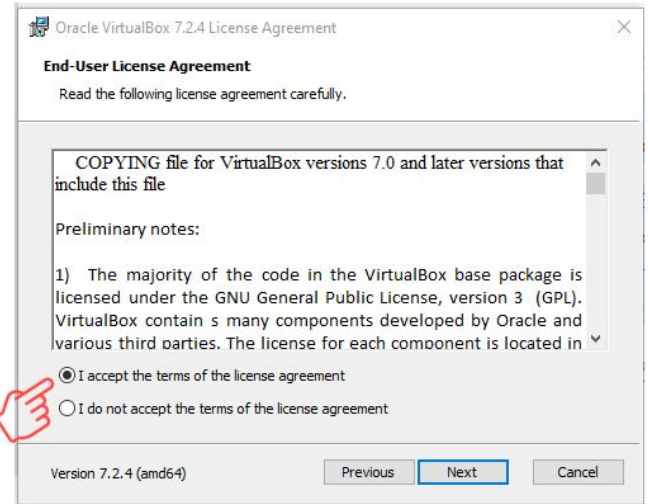 Oracle VirtualBox 7.2.4 License Agreement
End-User License Agreement
Read the following license agreement carefully.
COPYING file for VirtualBox versions 7.0 and later versions that
include this file
Preliminary notes:
1) The majority of the code in the VirtualBox base package is
licensed under the GNU General Public License, version 3 (GPL).
VirtualBox contain s many components developed by Oracle and
various third parties. The license for each component is located in
I accept the terms of the license agreement
I do not accept the terms of the license agreement
Version 7.2.4 (amd64)
Previous
Next
Cancel